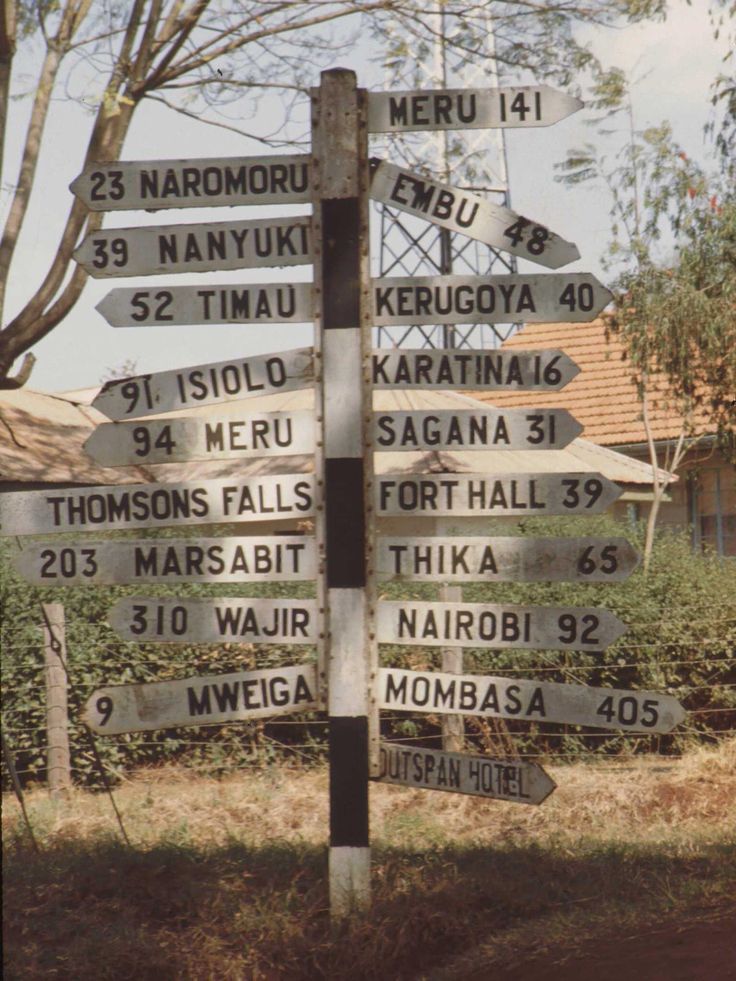 MERU 141
23 NAROMORU
EMBU 48
39 NANYUKI
52 TIMAU
KERUGOYA 40
91 ISIOLO
KARATINA 16
94 MERU
SAGANA 31
THOMSONS FALLS
FORT HALL 39
203 MARSABIT
THIKA 65
310 WAJIR
NAIROBI 92
9 MWEIGA
MOMBASA 405
OUTSPAN HOTEL